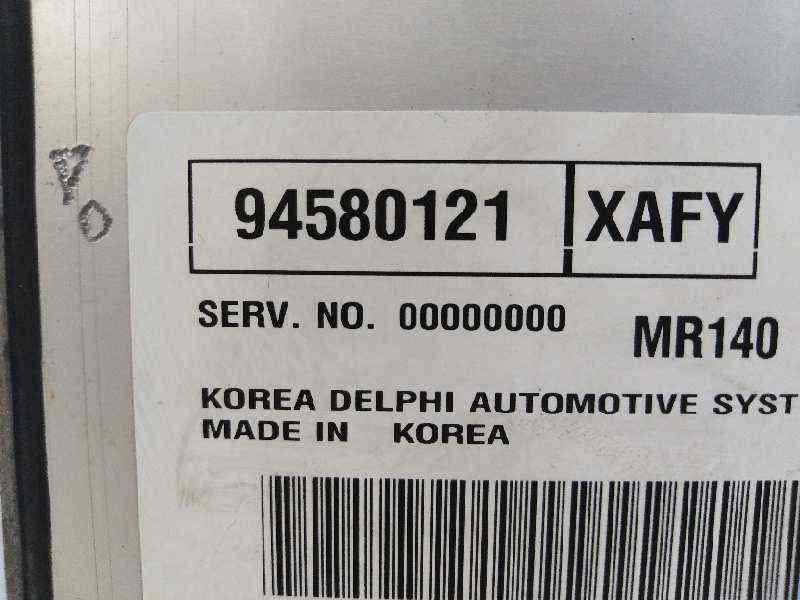 94580121 XAFY
SERV. NO. 00000000
MR140
KOREA DELPHI AUTOMOTIVE SYST
MADE IN KOREA